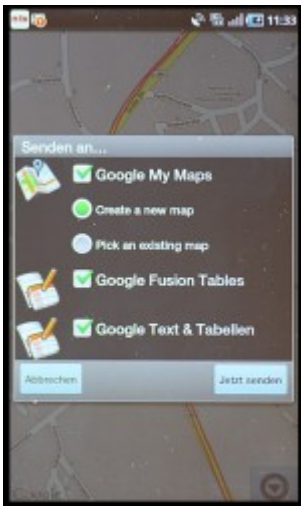 11:33
Senden an...
Google My Maps
Create a new map
Pick an existing map
Google Fusion Tables
Google Text & Tabellen
Abbrechen
Jetzt senden
Google